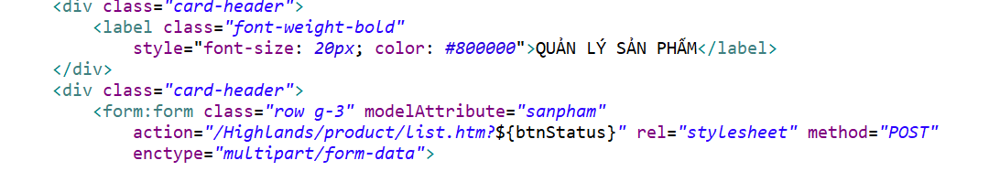 <div class="card-header">
<label class="font-weight-bold"
style="font-size: 20px; color: #800000">QUẢN LÝ SẢN PHẨM</label>
</div>
<div class="card-header">
<form:form class="row g-3" modelAttribute="sanpham"
action="/Highlands/product/list.htm?${btnStatus}" rel="stylesheet" method="POST"
enctype="multipart/form-data">